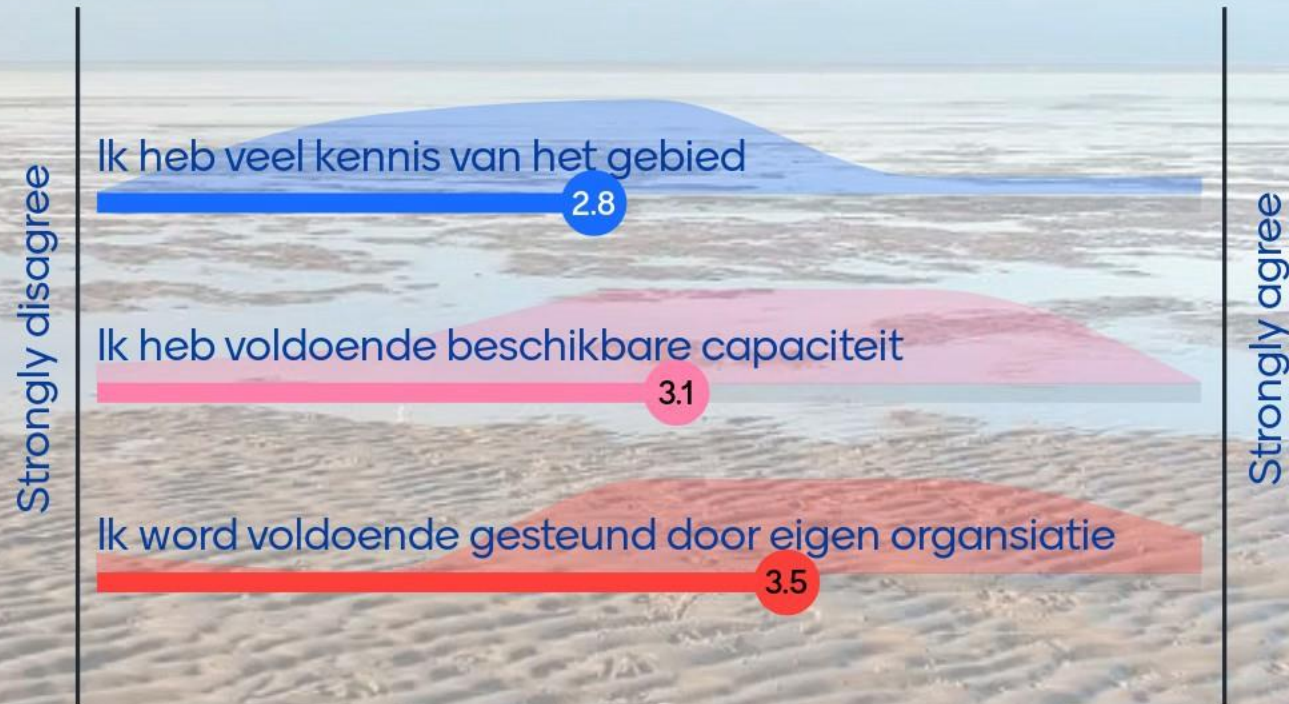 Strongly disagree
Ik heb veel kennis van het gebied
2.8
Ik heb voldoende beschikbare capaciteit
3.1
Ik word voldoende gesteund door eigen organsiatie
3.5
Strongly agree